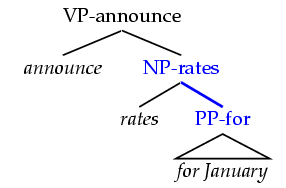 VP-announce
announce NP-rates
rates PP-for
for January